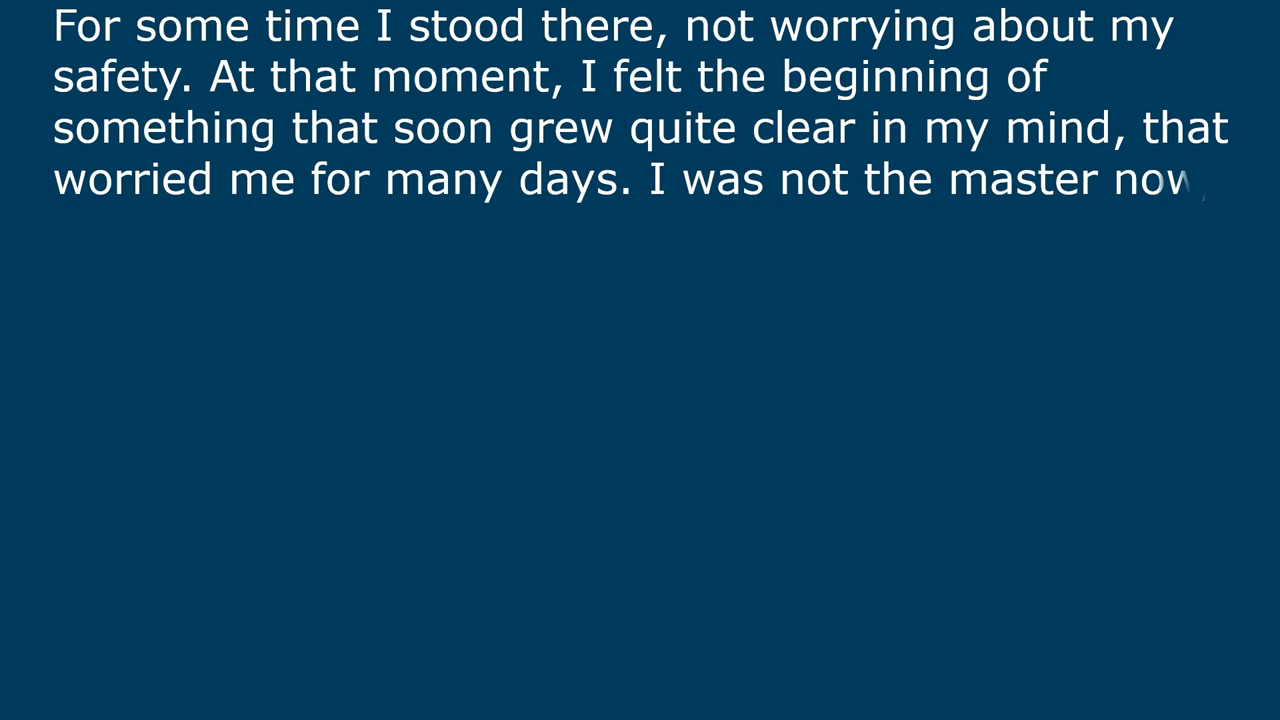 For some time I stood there, not worrying about my
safety. At that moment, I felt the beginning of
something that soon grew quite clear in my mind, that
worried me for many days. I was not the master now,